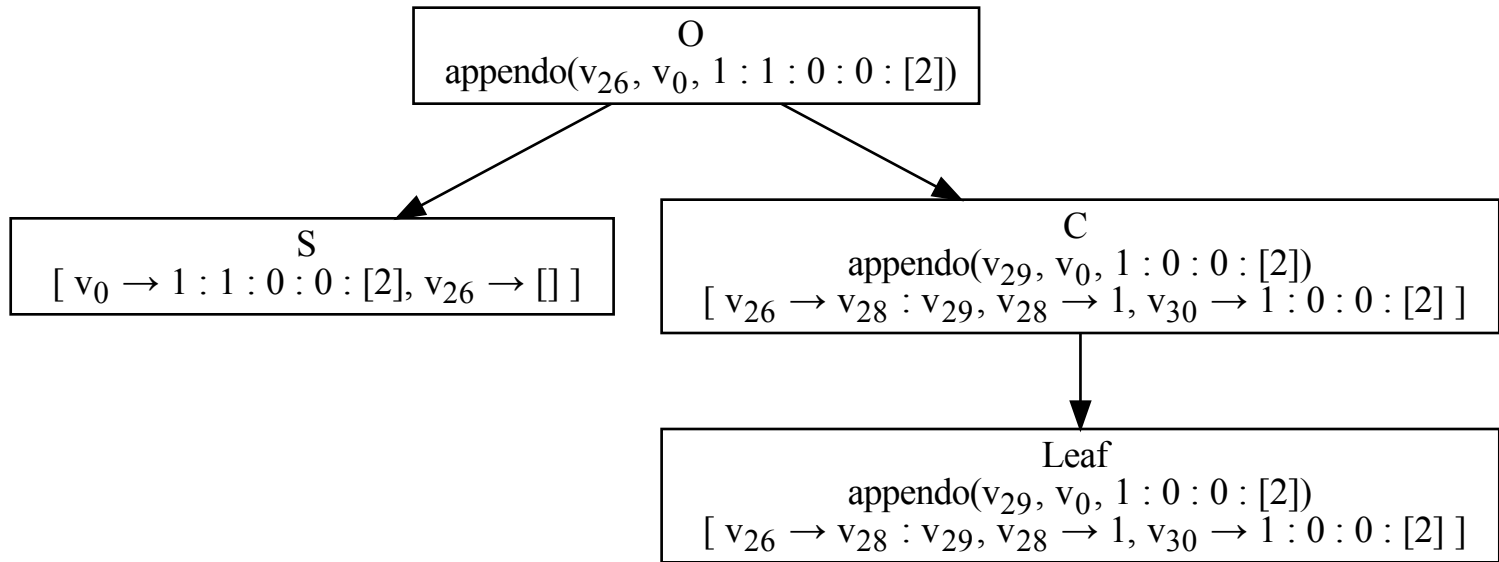 O
appendo(v₂₆, v₀, 1 : 1 : 0 : 0 : [2])
S
[ v₀ → 1 : 1 : 0 : 0 : [2], v₂₆ → [] ]
C
appendo(v₂₉, v₀, 1 : 0 : 0 : [2])
[ v₂₆ → v₂₈ : v₂₉, v₂₈ → 1, v₃₀ → 1 : 0 : 0 : [2] ]
Leaf
appendo(v₂₉, v₀, 1 : 0 : 0 : [2])
[ v₂₆ → v₂₈ : v₂₉, v₂₈ → 1, v₃₀ → 1 : 0 : 0 : [2] ]